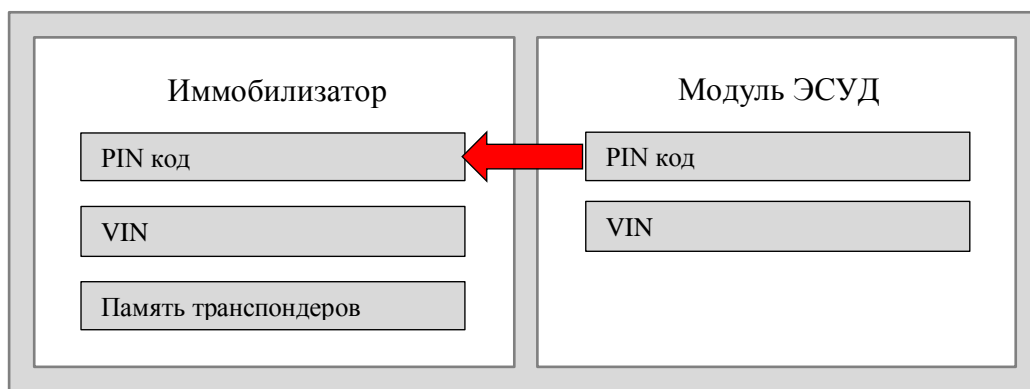 Иммобилизатор
PIN код
VIN
Память транспондеров
Модуль ЭСУД
PIN код
VIN